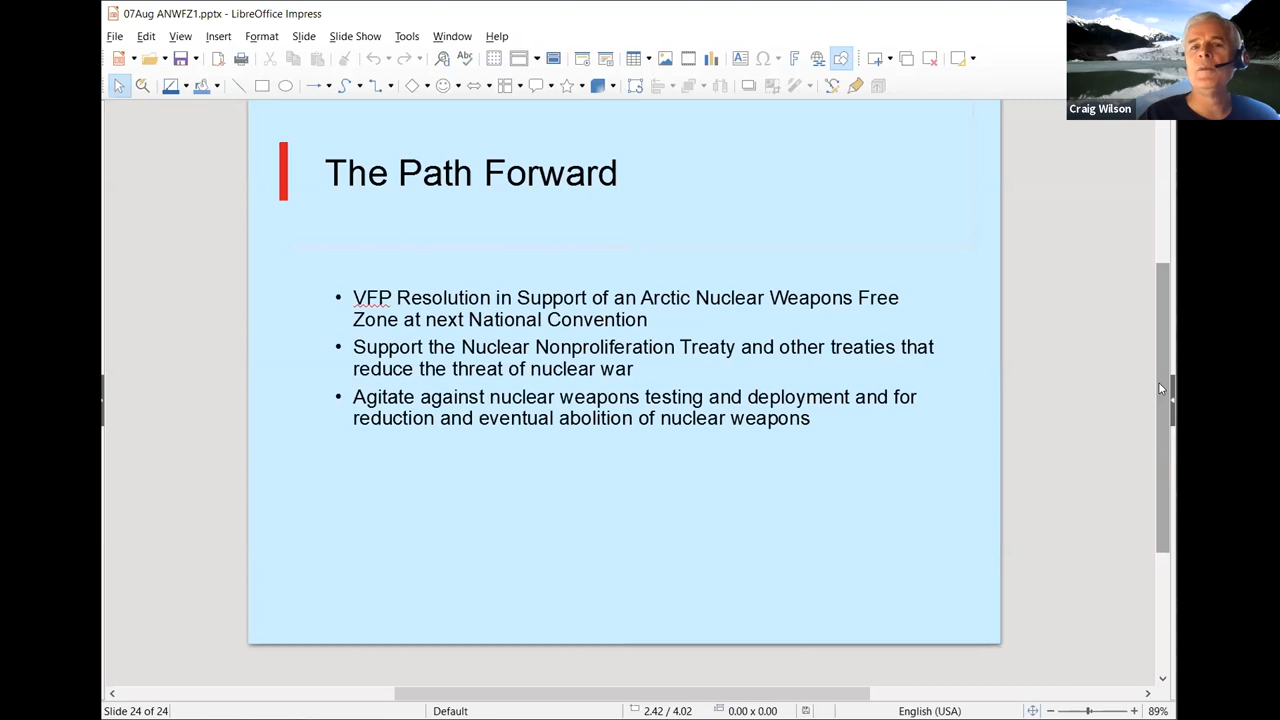 07Aug ANWFZ1.pptx - LibreOffice Impress
File Edit View Insert Format Slide Slide Show Tools Window Help
Craig Wilson
The Path Forward
• VFP Resolution in Support of an Arctic Nuclear Weapons Free
Zone at next National Convention
• Support the Nuclear Nonproliferation Treaty and other treaties that
reduce the threat of nuclear war
• Agitate against nuclear weapons testing and deployment and for
reduction and eventual abolition of nuclear weapons
Slide 24 of 24 Default 2.42 / 4.02 0.00 x 0.00 English (USA) 89%